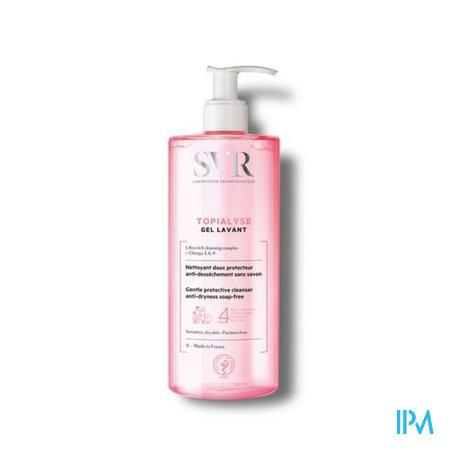 SVR
LABORATOIRE DERMATOLOGIQUE
TOPIALYSE
GEL LAVANT
Ultra-rich cleansing complex
+ Omega 3, 6, 9
Nettoyant doux protecteur
anti-dessèchement sans savon
Gentle protective cleanser
anti-dryness soap-free
4
Sensitive, dry skin - Paraben-free
1L - Made in France
IPM